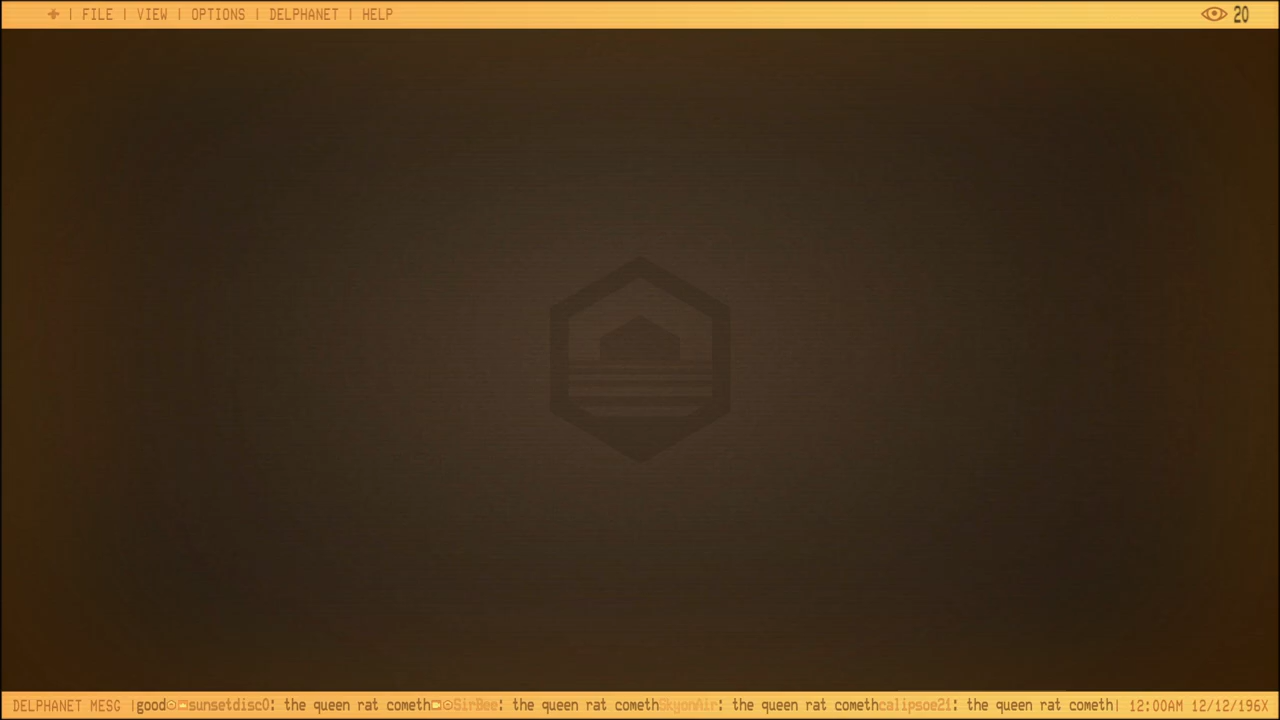 ✚ | FILE | VIEW | OPTIONS | DELPHANET | HELP
20
DELPHANET MESG |good sunsetdisc0: the queen rat cometh SirBee: the queen rat cometh SkyonAir: the queen rat cometh calipsoe21: the queen rat cometh| 12:00AM 12/12/196X